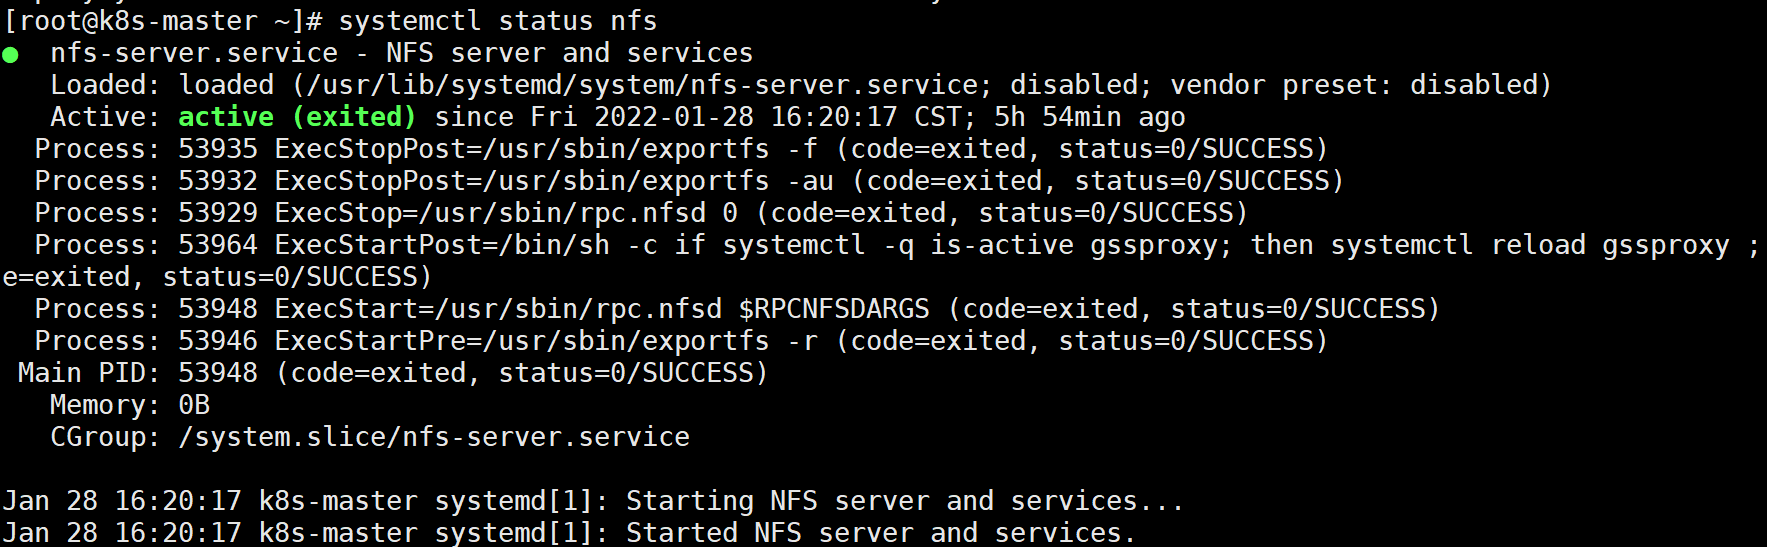 [root@k8s-master ~]# systemctl status nfs
● nfs-server.service - NFS server and services
Loaded: loaded (/usr/lib/systemd/system/nfs-server.service; disabled; vendor preset: disabled)
Active: active (exited) since Fri 2022-01-28 16:20:17 CST; 5h 54min ago
Process: 53935 ExecStopPost=/usr/sbin/exportfs -f (code=exited, status=0/SUCCESS)
Process: 53932 ExecStopPost=/usr/sbin/exportfs -au (code=exited, status=0/SUCCESS)
Process: 53929 ExecStop=/usr/sbin/rpc.nfsd 0 (code=exited, status=0/SUCCESS)
Process: 53964 ExecStartPost=/bin/sh -c if systemctl -q is-active gssproxy; then systemctl reload gssproxy ;
e=exited, status=0/SUCCESS)
Process: 53948 ExecStart=/usr/sbin/rpc.nfsd $RPCNFSDARGS (code=exited, status=0/SUCCESS)
Process: 53946 ExecStartPre=/usr/sbin/exportfs -r (code=exited, status=0/SUCCESS)
Main PID: 53948 (code=exited, status=0/SUCCESS)
Memory: 0B
CGroup: /system.slice/nfs-server.service
Jan 28 16:20:17 k8s-master systemd[1]: Starting NFS server and services...
Jan 28 16:20:17 k8s-master systemd[1]: Started NFS server and services.